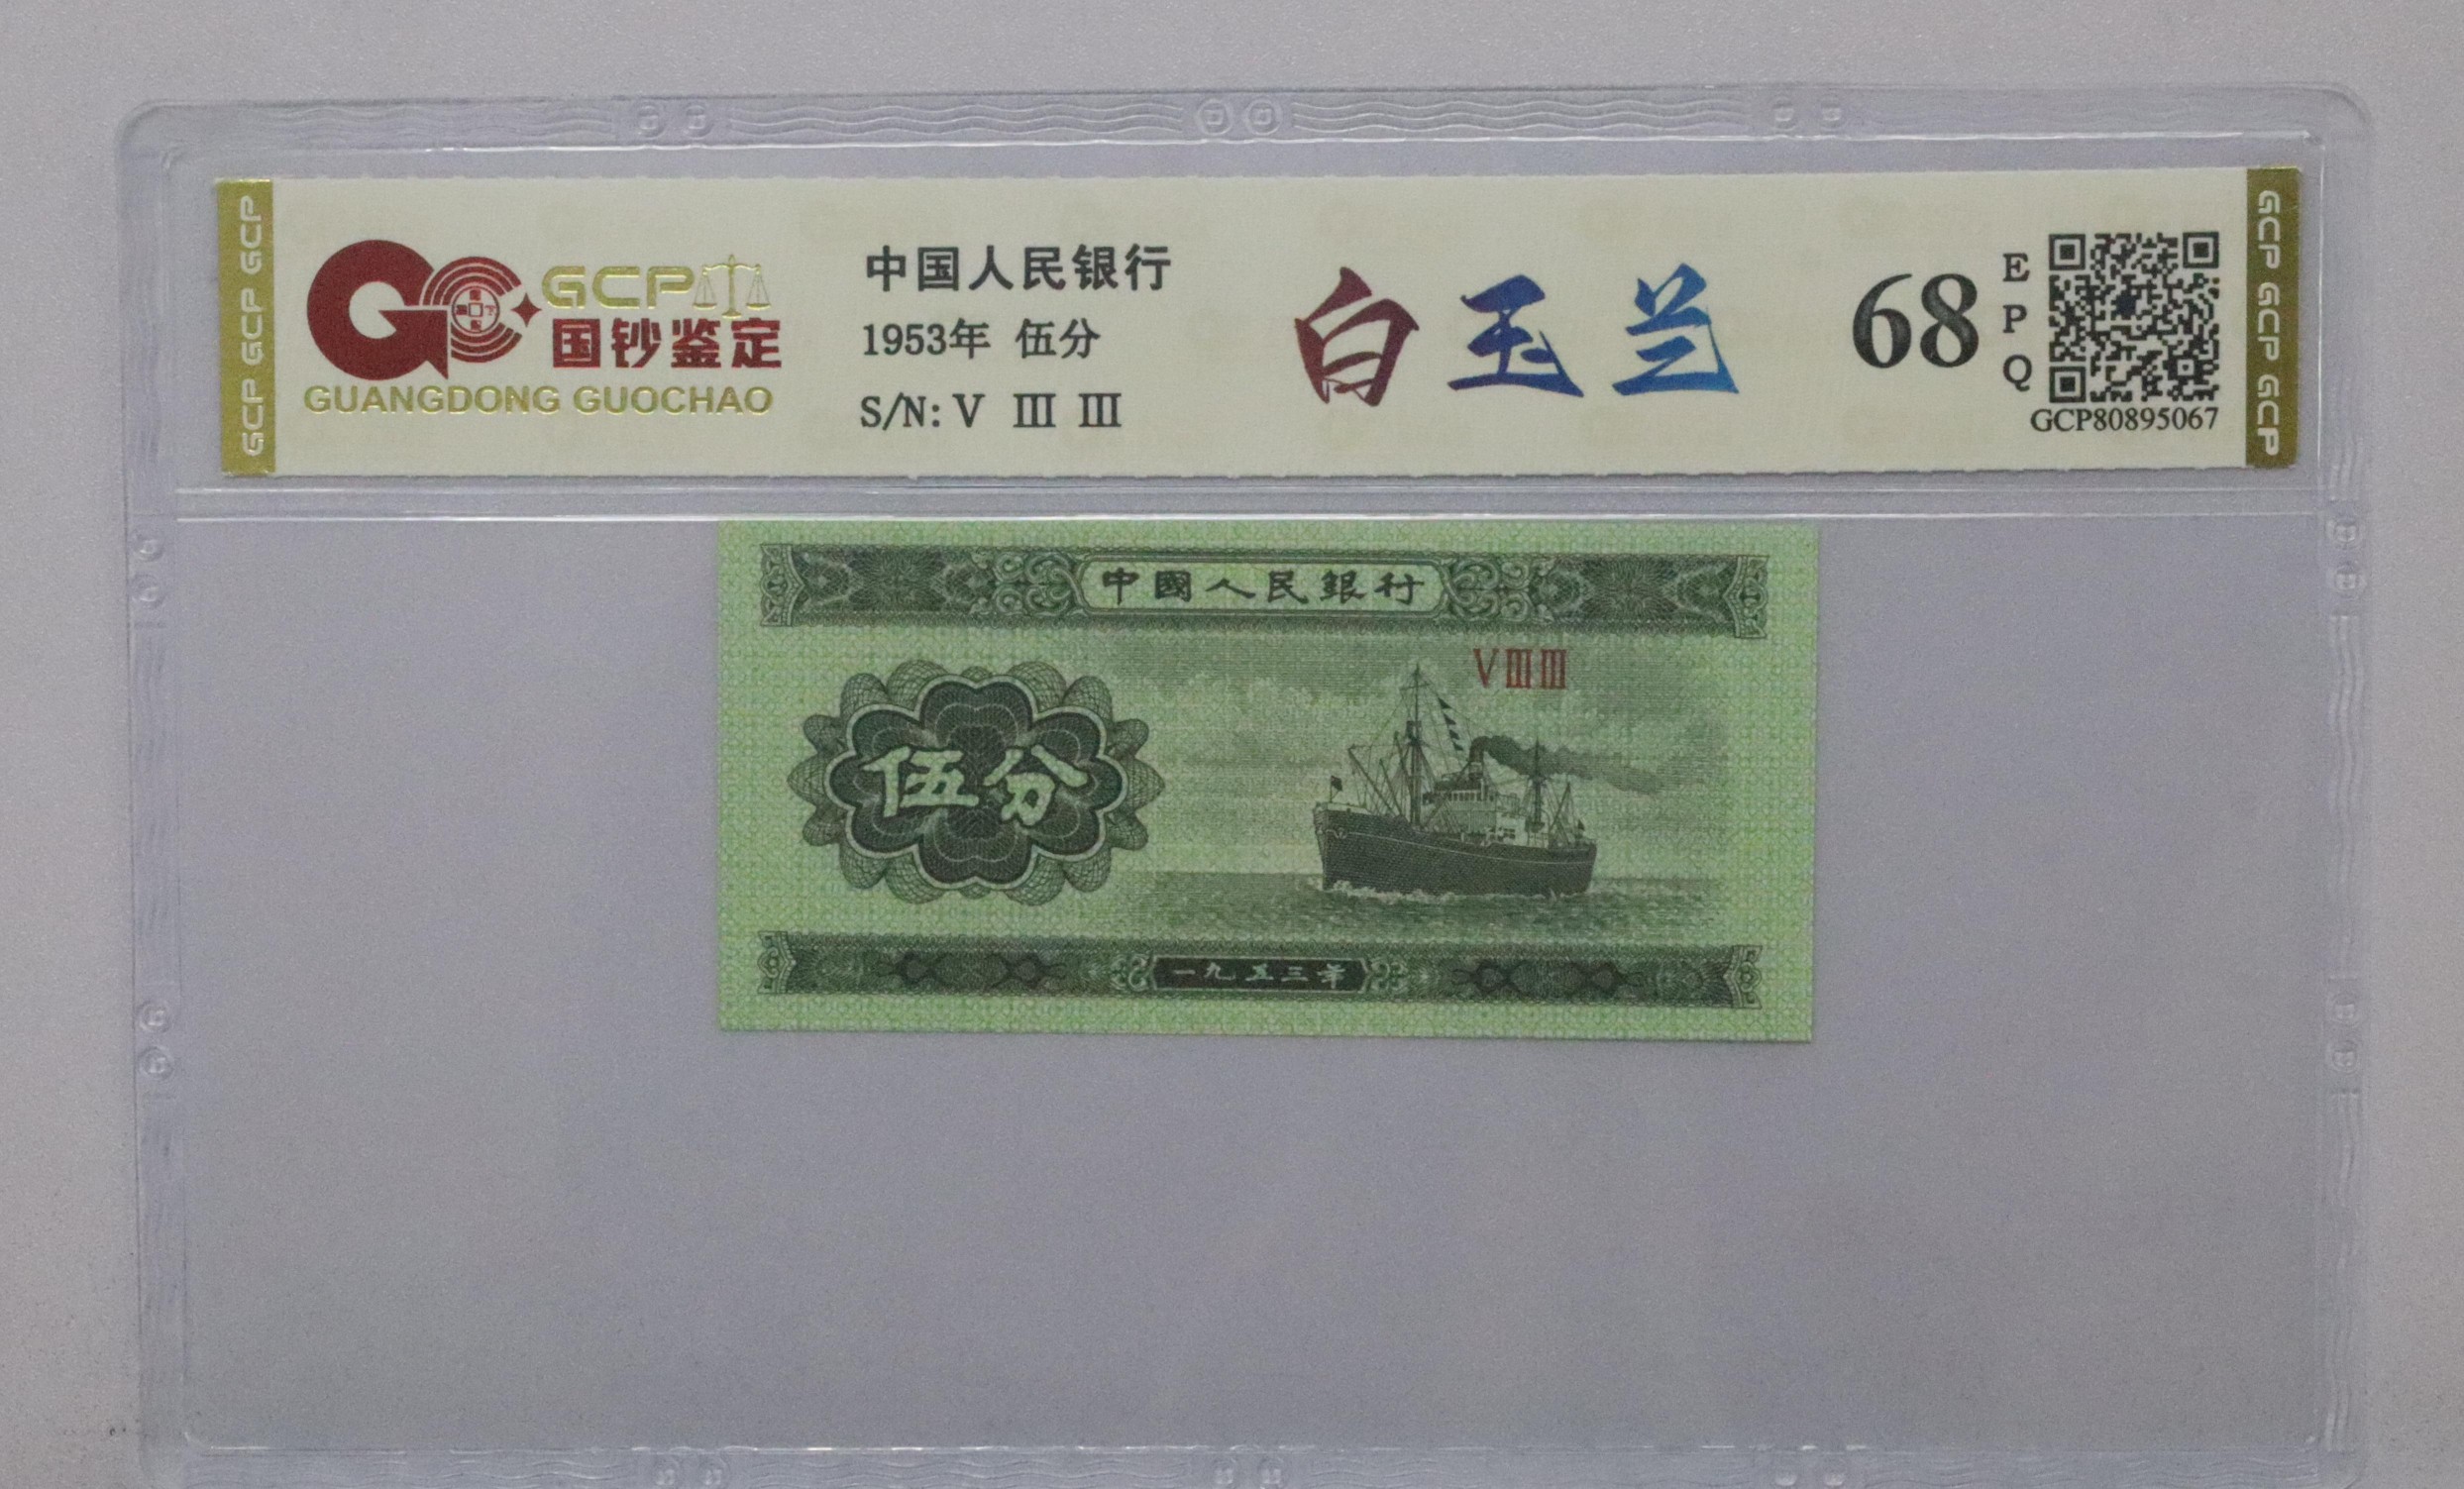 GCP GCP GCP
GCP
国钞鉴定
GUANGDONG GUOCHAO
中国人民银行
1953年 伍分
S/N: V III III
白玉兰
68
E
P
Q
GCP80895067
GCP GCP GCP
中國人民銀行
V III III
伍分
一九五三年